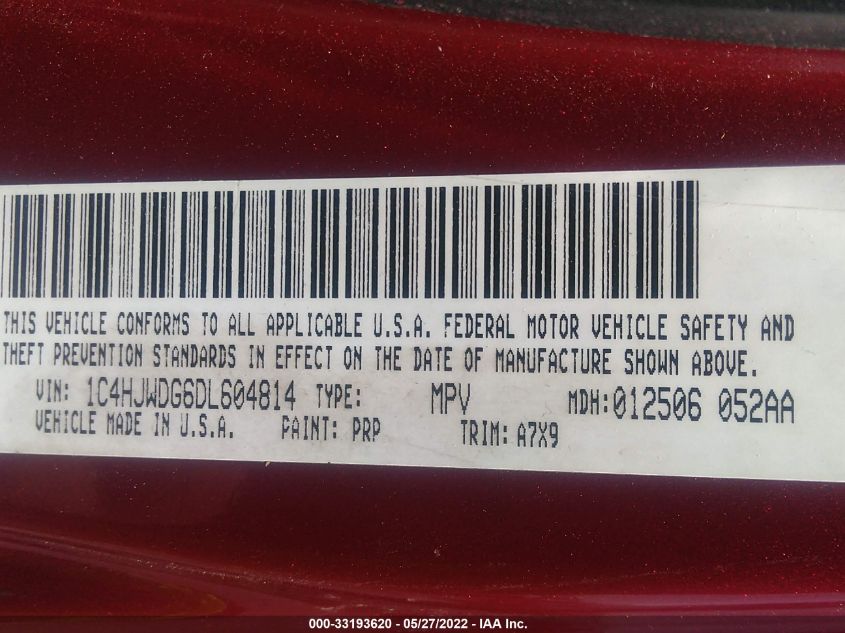 THIS VEHICLE CONFORMS TO ALL APPLICABLE U.S.A. FEDERAL MOTOR VEHICLE SAFETY AND
THEFT PREVENTION STANDARDS IN EFFECT ON THE DATE OF MANUFACTURE SHOWN ABOVE.
VIN: 1C4HJWDG6DL604814 TYPE: MPV MDH:012506 052AA
VEHICLE MADE IN U.S.A. PAINT: PRP TRIM: A7X9
000-33193620 - 05/27/2022 - IAA Inc.